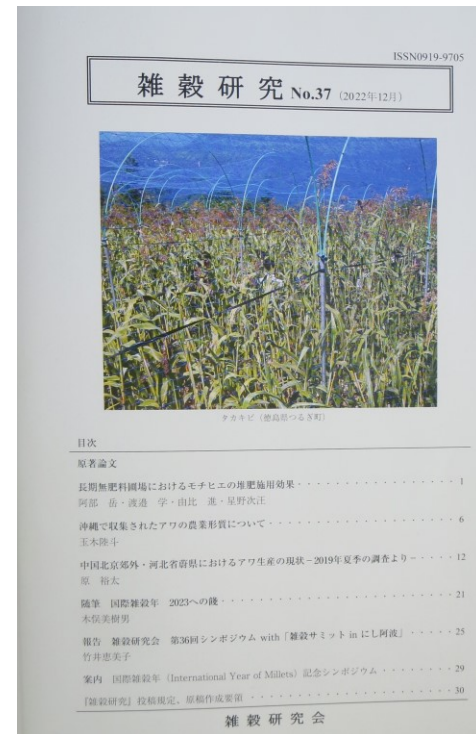 ISSN0919-9705
雑穀研究 No.37 (2022年12月)
タカキビ（徳島県つるぎ町）
目次
原著論文
長期無肥料圃場におけるモチヒエの堆肥施用効果・・・・・・・・・・・・・・・・・・・・1
阿部 岳・渡邉 学・由比 進・星野次汪
沖縄で収集されたアワの農業形質について・・・・・・・・・・・・・・・・・・・・・・・6
玉木陸斗
中国北京郊外・河北省蔚県におけるアワ生産の現状－2019年夏季の調査より－・・・・12
原 裕太
随筆 国際雑穀年 2023への餞・・・・・・・・・・・・・・・・・・・・・・・・・・・21
木俣美樹男
報告 雑穀研究会 第36回シンポジウム with「雑穀サミット in にし阿波」・・・・・25
竹井恵美子
案内 国際雑穀年（International Year of Millets）記念シンポジウム・・・・・・・・29
『雑穀研究』投稿規定、原稿作成要領・・・・・・・・・・・・・・・・・・・・・・・・30
雑穀研究会